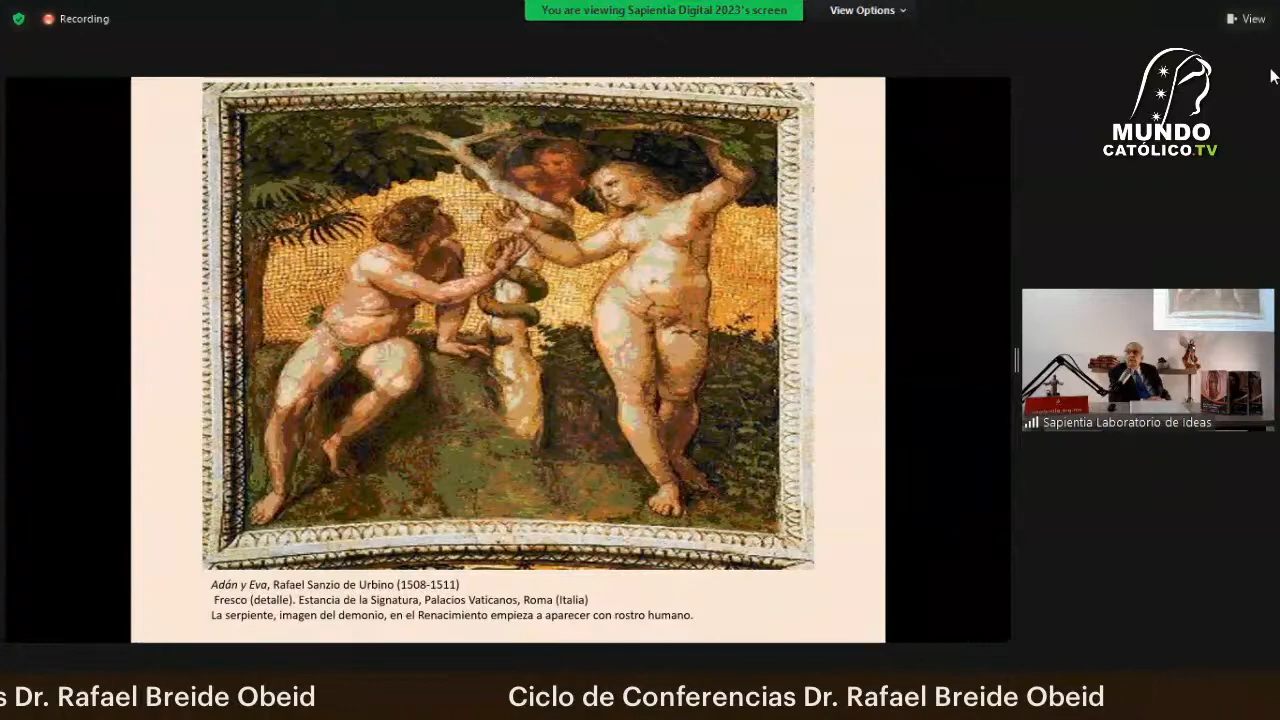 Recording
You are viewing Sapientia Digital 2023's screen
View Options
View
MUNDO
CATÓLICO.TV
Sapientia Laboratorio de Ideas
Adán y Eva, Rafael Sanzio de Urbino (1508-1511)
Fresco (detalle). Estancia de la Signatura, Palacios Vaticanos, Roma (Italia)
La serpiente, imagen del demonio, en el Renacimiento empieza a aparecer con rostro humano.
s Dr. Rafael Breide Obeid
Ciclo de Conferencias Dr. Rafael Breide Obeid